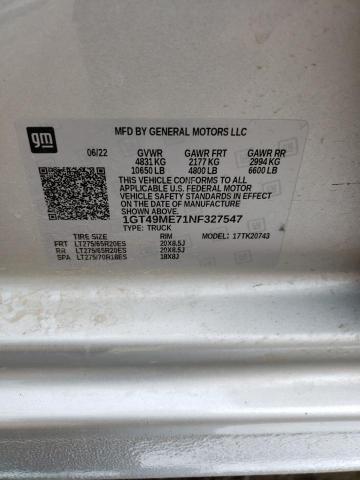 gm
MFD BY GENERAL MOTORS LLC
06/22 GVWR GAWR FRT GAWR RR
4831 KG 2177 KG 2994 KG
10650 LB 4800 LB 6600 LB
THIS VEHICLE CONFORMS TO ALL
APPLICABLE U.S. FEDERAL MOTOR
VEHICLE SAFETY STANDARDS IN EFFECT
ON THE DATE OF MANUFACTURE
SHOWN ABOVE.
1GT49ME71NF327547
TYPE: TRUCK
TIRE SIZE RIM MODEL: 17TK20743
FRT LT275/65R20ES 20X8.5J
RR LT275/65R20ES 20X8.5J
SPA LT275/70R18ES 18X8J